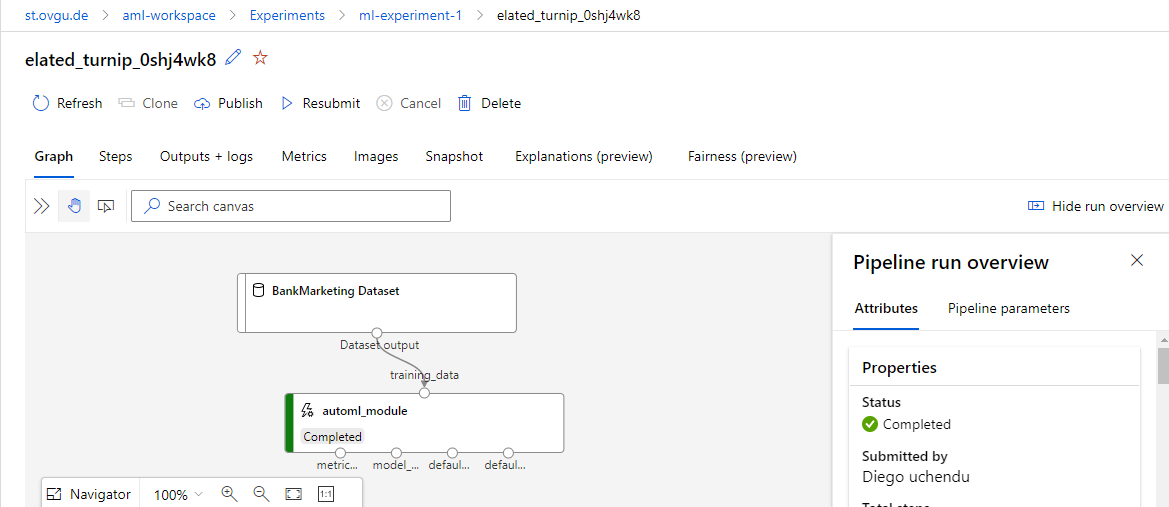 st.ovgu.de > aml-workspace > Experiments > ml-experiment-1 > elated_turnip_0shj4wk8
elated_turnip_0shj4wk8
Refresh Clone Publish Resubmit Cancel Delete
Graph Steps Outputs + logs Metrics Images Snapshot Explanations (preview) Fairness (preview)
Search canvas
Hide run overview
BankMarketing Dataset
Dataset output
training_data
automl_module
Completed
metric... model_... defaul... defaul...
Navigator 100% 1:1
Pipeline run overview
Attributes Pipeline parameters
Properties
Status
Completed
Submitted by
Diego uchendu